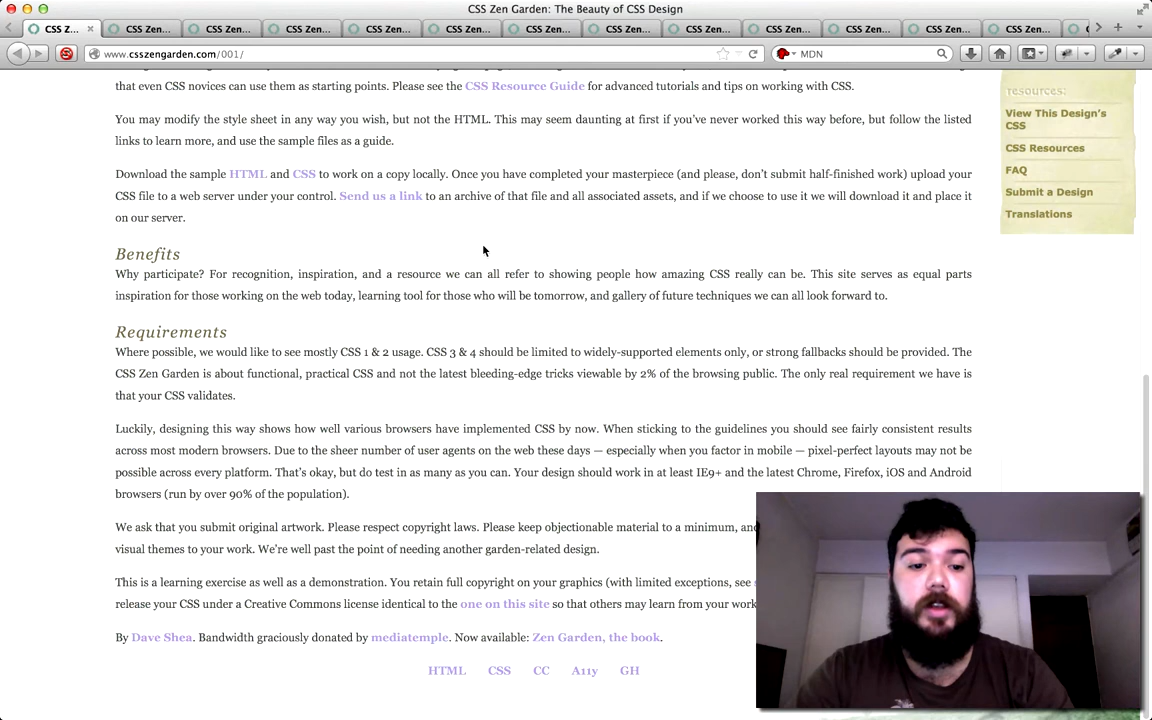 CSS Zen Garden: The Beauty of CSS Design
CSS Z... CSS Zen... CSS Zen... CSS Zen... CSS Zen... CSS Zen... CSS Zen... CSS Zen... CSS Zen... CSS Zen... CSS Zen... CSS Zen... CSS Zen...
www.csszengarden.com/001/
MDN
that even CSS novices can use them as starting points. Please see the CSS Resource Guide for advanced tutorials and tips on working with CSS.
You may modify the style sheet in any way you wish, but not the HTML. This may seem daunting at first if you've never worked this way before, but follow the listed
links to learn more, and use the sample files as a guide.
Download the sample HTML and CSS to work on a copy locally. Once you have completed your masterpiece (and please, don't submit half-finished work) upload your
CSS file to a web server under your control. Send us a link to an archive of that file and all associated assets, and if we choose to use it we will download it and place it
on our server.
Benefits
Why participate? For recognition, inspiration, and a resource we can all refer to showing people how amazing CSS really can be. This site serves as equal parts
inspiration for those working on the web today, learning tool for those who will be tomorrow, and gallery of future techniques we can all look forward to.
Requirements
Where possible, we would like to see mostly CSS 1 & 2 usage. CSS 3 & 4 should be limited to widely-supported elements only, or strong fallbacks should be provided. The
CSS Zen Garden is about functional, practical CSS and not the latest bleeding-edge tricks viewable by 2% of the browsing public. The only real requirement we have is
that your CSS validates.
Luckily, designing this way shows how well various browsers have implemented CSS by now. When sticking to the guidelines you should see fairly consistent results
across most modern browsers. Due to the sheer number of user agents on the web these days — especially when you factor in mobile — pixel-perfect layouts may not be
possible across every platform. That's okay, but do test in as many as you can. Your design should work in at least IE9+ and the latest Chrome, Firefox, iOS and Android
browsers (run by over 90% of the population).
We ask that you submit original artwork. Please respect copyright laws. Please keep objectionable material to a minimum, and
visual themes to your work. We're well past the point of needing another garden-related design.
This is a learning exercise as well as a demonstration. You retain full copyright on your graphics (with limited exceptions, see
release your CSS under a Creative Commons license identical to the one on this site so that others may learn from your work
By Dave Shea. Bandwidth graciously donated by mediatemple. Now available: Zen Garden, the book.
HTML CSS CC A11y GH
resources:
View This Design's
CSS
CSS Resources
FAQ
Submit a Design
Translations